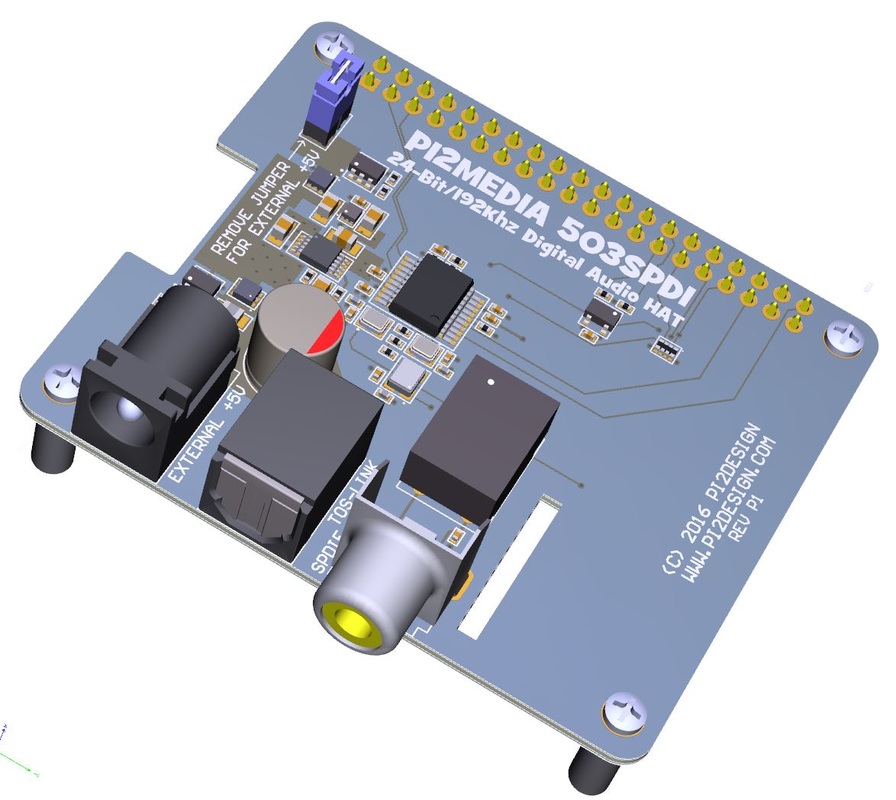 PI2MEDIA 503SPDI
24-Bit/192Khz Digital Audio HAT
REMOVE JUMPER
FOR EXTERNAL +5V
EXTERNAL +5V
SPDIF TOS-LINK
(C) 2016 PI2DESIGN
WWW.PI2DESIGN.COM
REV P1